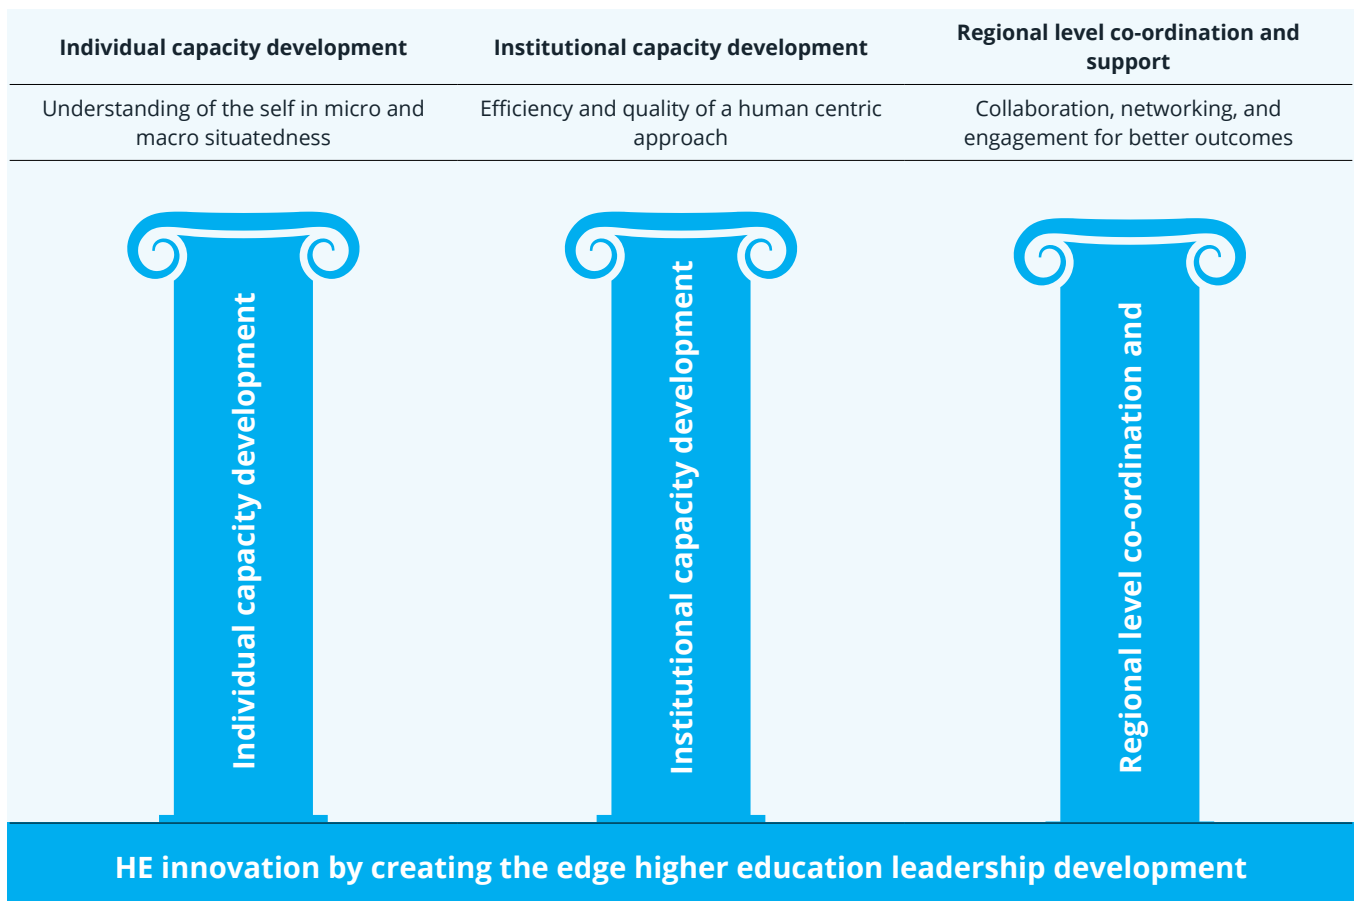 Individual capacity development
Institutional capacity development
Regional level co-ordination and
support
Understanding of the self in micro and
macro situatedness
Efficiency and quality of a human centric
approach
Collaboration, networking, and
engagement for better outcomes
Individual capacity development
Institutional capacity development
Regional level co-ordination and
HE innovation by creating the edge higher education leadership development